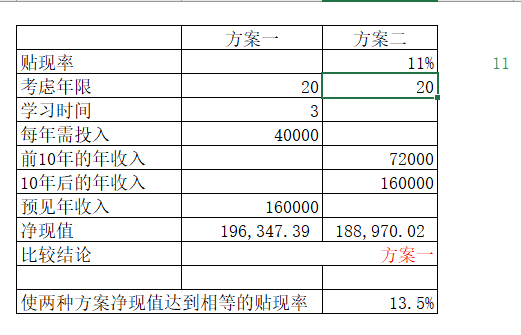 方案一 方案二
贴现率 11% 11
考虑年限 20 20
学习时间 3
每年需投入 40000
前10年的年收入 72000
10年后的年收入 160000
预见年收入 160000
净现值 196,347.39 188,970.02
比较结论 方案一
使两种方案净现值达到相等的贴现率 13.5%